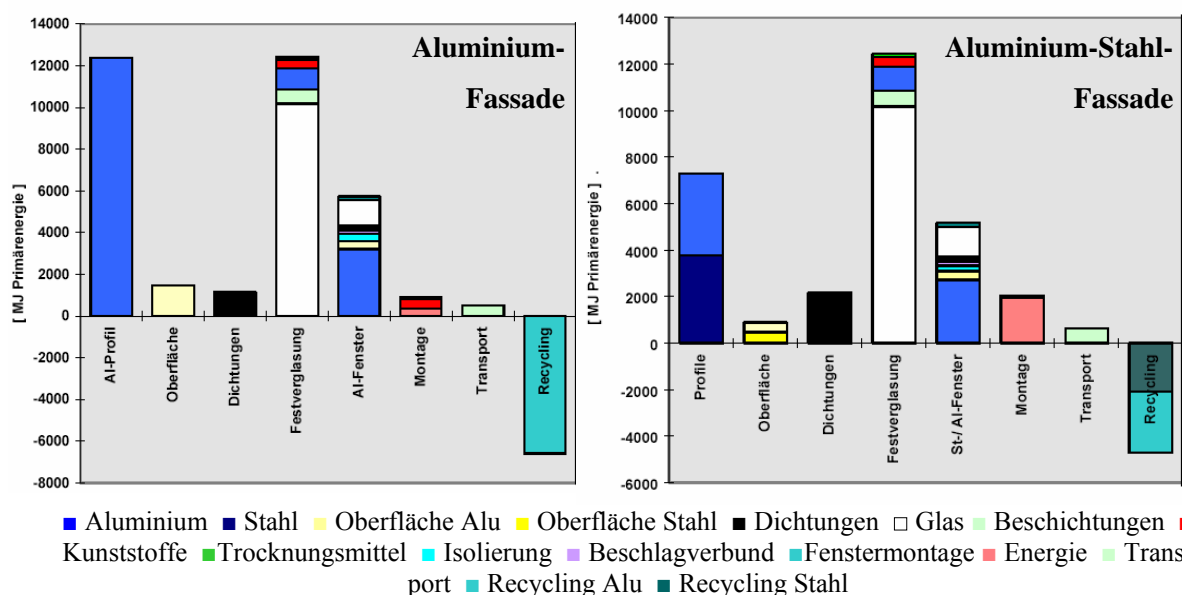 14000
12000
10000
8000
6000
4000
2000
0
-2000
-4000
-6000
-8000
[ MJ Primärenergie ]
Aluminium-
Fassade
Al-Profil
Oberfläche
Dichtungen
Festverglasung
Al-Fenster
Montage
Transport
Recycling
14000
12000
10000
8000
6000
4000
2000
0
-2000
-4000
-6000
[ MJ Primärenergie ] .
Aluminium-Stahl-
Fassade
Profile
Oberfläche
Dichtungen
Festverglasung
St-/ Al-Fenster
Montage
Transport
Recycling
Aluminium Stahl Oberfläche Alu Oberfläche Stahl Dichtungen Glas Beschichtungen
Kunststoffe Trocknungsmittel Isolierung Beschlagverbund Fenstermontage Energie Trans
port Recycling Alu Recycling Stahl